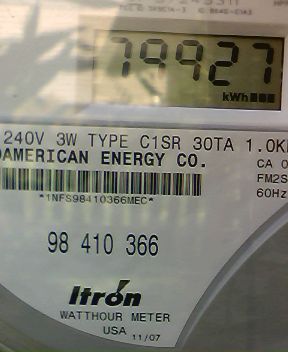 79927
kWh
240V 3W TYPE C1SR 30TA 1.0K
DAMERICAN ENERGY CO.
CA 0
FM2S
60Hz
*1NFS98410366MEC*
98 410 366
Itron
WATTHOUR METER
USA 11/07